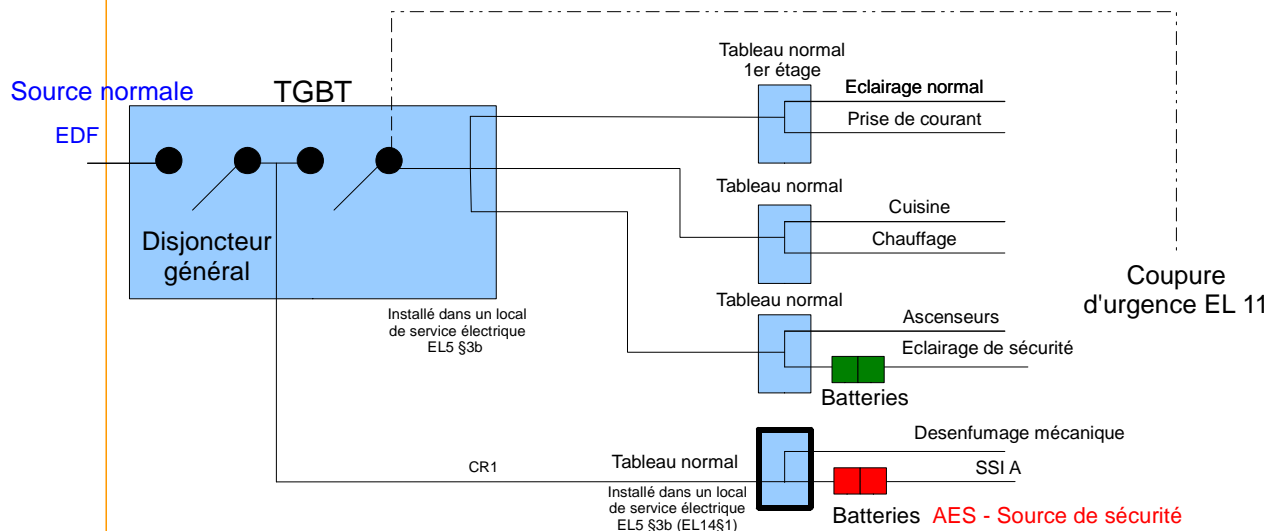 Source normale
EDF
TGBT
Disjoncteur
général
Installé dans un local
de service électrique
EL5 §3b
Tableau normal
1er étage
Eclairage normal
Prise de courant
Tableau normal
Cuisine
Chauffage
Tableau normal
Ascenseurs
Eclairage de sécurité
Batteries
Coupure
d'urgence EL 11
CR1
Tableau normal
Installé dans un local
de service électrique
EL5 §3b (EL14§1)
Desenfumage mécanique
SSI A
Batteries AES - Source de sécurité